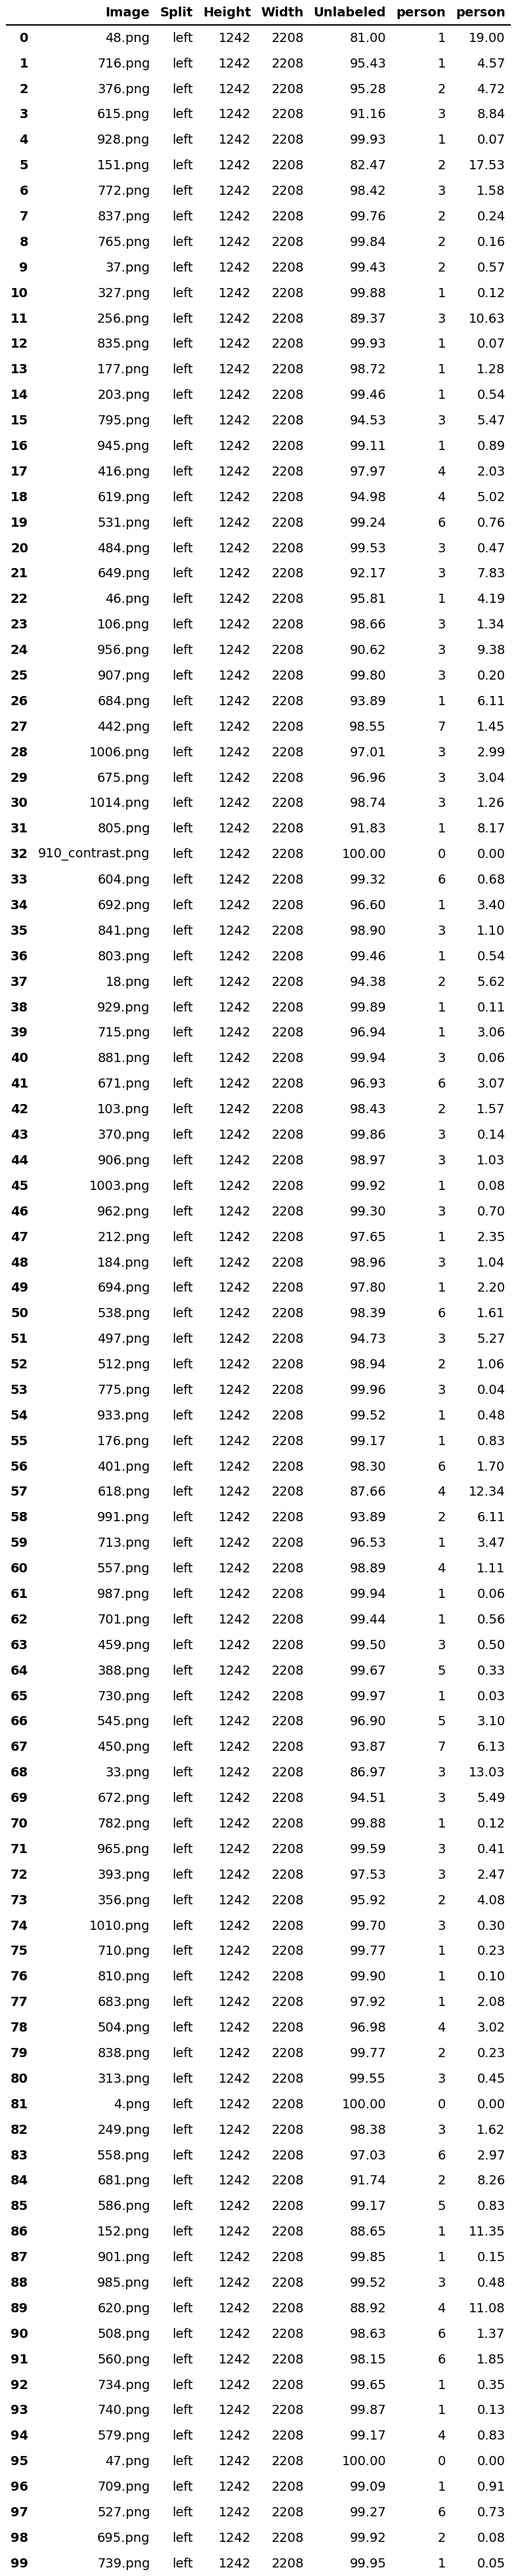 Image Split Height Width Unlabeled person person
0 48.png left 1242 2208 81.00 1 19.00
1 716.png left 1242 2208 95.43 1 4.57
2 376.png left 1242 2208 95.28 2 4.72
3 615.png left 1242 2208 91.16 3 8.84
4 928.png left 1242 2208 99.93 1 0.07
5 151.png left 1242 2208 82.47 2 17.53
6 772.png left 1242 2208 98.42 3 1.58
7 837.png left 1242 2208 99.76 2 0.24
8 765.png left 1242 2208 99.84 2 0.16
9 37.png left 1242 2208 99.43 2 0.57
10 327.png left 1242 2208 99.88 1 0.12
11 256.png left 1242 2208 89.37 3 10.63
12 835.png left 1242 2208 99.93 1 0.07
13 177.png left 1242 2208 98.72 1 1.28
14 203.png left 1242 2208 99.46 1 0.54
15 795.png left 1242 2208 94.53 3 5.47
16 945.png left 1242 2208 99.11 1 0.89
17 416.png left 1242 2208 97.97 4 2.03
18 619.png left 1242 2208 94.98 4 5.02
19 531.png left 1242 2208 99.24 6 0.76
20 484.png left 1242 2208 99.53 3 0.47
21 649.png left 1242 2208 92.17 3 7.83
22 46.png left 1242 2208 95.81 1 4.19
23 106.png left 1242 2208 98.66 3 1.34
24 956.png left 1242 2208 90.62 3 9.38
25 907.png left 1242 2208 99.80 3 0.20
26 684.png left 1242 2208 93.89 1 6.11
27 442.png left 1242 2208 98.55 7 1.45
28 1006.png left 1242 2208 97.01 3 2.99
29 675.png left 1242 2208 96.96 3 3.04
30 1014.png left 1242 2208 98.74 3 1.26
31 805.png left 1242 2208 91.83 1 8.17
32 910_contrast.png left 1242 2208 100.00 0 0.00
33 604.png left 1242 2208 99.32 6 0.68
34 692.png left 1242 2208 96.60 1 3.40
35 841.png left 1242 2208 98.90 3 1.10
36 803.png left 1242 2208 99.46 1 0.54
37 18.png left 1242 2208 94.38 2 5.62
38 929.png left 1242 2208 99.89 1 0.11
39 715.png left 1242 2208 96.94 1 3.06
40 881.png left 1242 2208 99.94 3 0.06
41 671.png left 1242 2208 96.93 6 3.07
42 103.png left 1242 2208 98.43 2 1.57
43 370.png left 1242 2208 99.86 3 0.14
44 906.png left 1242 2208 98.97 3 1.03
45 1003.png left 1242 2208 99.92 1 0.08
46 962.png left 1242 2208 99.30 3 0.70
47 212.png left 1242 2208 97.65 1 2.35
48 184.png left 1242 2208 98.96 3 1.04
49 694.png left 1242 2208 97.80 1 2.20
50 538.png left 1242 2208 98.39 6 1.61
51 497.png left 1242 2208 94.73 3 5.27
52 512.png left 1242 2208 98.94 2 1.06
53 775.png left 1242 2208 99.96 3 0.04
54 933.png left 1242 2208 99.52 1 0.48
55 176.png left 1242 2208 99.17 1 0.83
56 401.png left 1242 2208 98.30 6 1.70
57 618.png left 1242 2208 87.66 4 12.34
58 991.png left 1242 2208 93.89 2 6.11
59 713.png left 1242 2208 96.53 1 3.47
60 557.png left 1242 2208 98.89 4 1.11
61 987.png left 1242 2208 99.94 1 0.06
62 701.png left 1242 2208 99.44 1 0.56
63 459.png left 1242 2208 99.50 3 0.50
64 388.png left 1242 2208 99.67 5 0.33
65 730.png left 1242 2208 99.97 1 0.03
66 545.png left 1242 2208 96.90 5 3.10
67 450.png left 1242 2208 93.87 7 6.13
68 33.png left 1242 2208 86.97 3 13.03
69 672.png left 1242 2208 94.51 3 5.49
70 782.png left 1242 2208 99.88 1 0.12
71 965.png left 1242 2208 99.59 3 0.41
72 393.png left 1242 2208 97.53 3 2.47
73 356.png left 1242 2208 95.92 2 4.08
74 1010.png left 1242 2208 99.70 3 0.30
75 710.png left 1242 2208 99.77 1 0.23
76 810.png left 1242 2208 99.90 1 0.10
77 683.png left 1242 2208 97.92 1 2.08
78 504.png left 1242 2208 96.98 4 3.02
79 838.png left 1242 2208 99.77 2 0.23
80 313.png left 1242 2208 99.55 3 0.45
81 4.png left 1242 2208 100.00 0 0.00
82 249.png left 1242 2208 98.38 3 1.62
83 558.png left 1242 2208 97.03 6 2.97
84 681.png left 1242 2208 91.74 2 8.26
85 586.png left 1242 2208 99.17 5 0.83
86 152.png left 1242 2208 88.65 1 11.35
87 901.png left 1242 2208 99.85 1 0.15
88 985.png left 1242 2208 99.52 3 0.48
89 620.png left 1242 2208 88.92 4 11.08
90 508.png left 1242 2208 98.63 6 1.37
91 560.png left 1242 2208 98.15 6 1.85
92 734.png left 1242 2208 99.65 1 0.35
93 740.png left 1242 2208 99.87 1 0.13
94 579.png left 1242 2208 99.17 4 0.83
95 47.png left 1242 2208 100.00 0 0.00
96 709.png left 1242 2208 99.09 1 0.91
97 527.png left 1242 2208 99.27 6 0.73
98 695.png left 1242 2208 99.92 2 0.08
99 739.png left 1242 2208 99.95 1 0.05